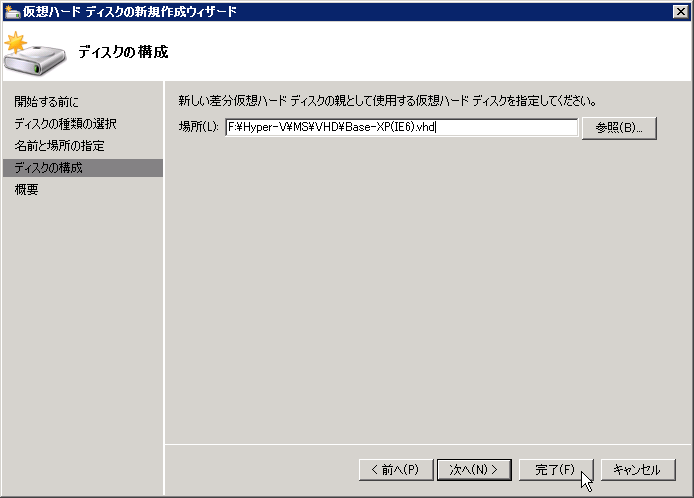 仮想ハード ディスクの新規作成ウィザード
ディスクの構成
開始する前に
ディスクの種類の選択
名前と場所の指定
ディスクの構成
概要
新しい差分仮想ハード ディスクの親として使用する仮想ハード ディスクを指定してください。
場所(L): F:¥Hyper-V¥MS¥VHD¥Base-XP(IE6).vhd 参照(B)...
< 前へ(P) 次へ(N) > 完了(F) キャンセル